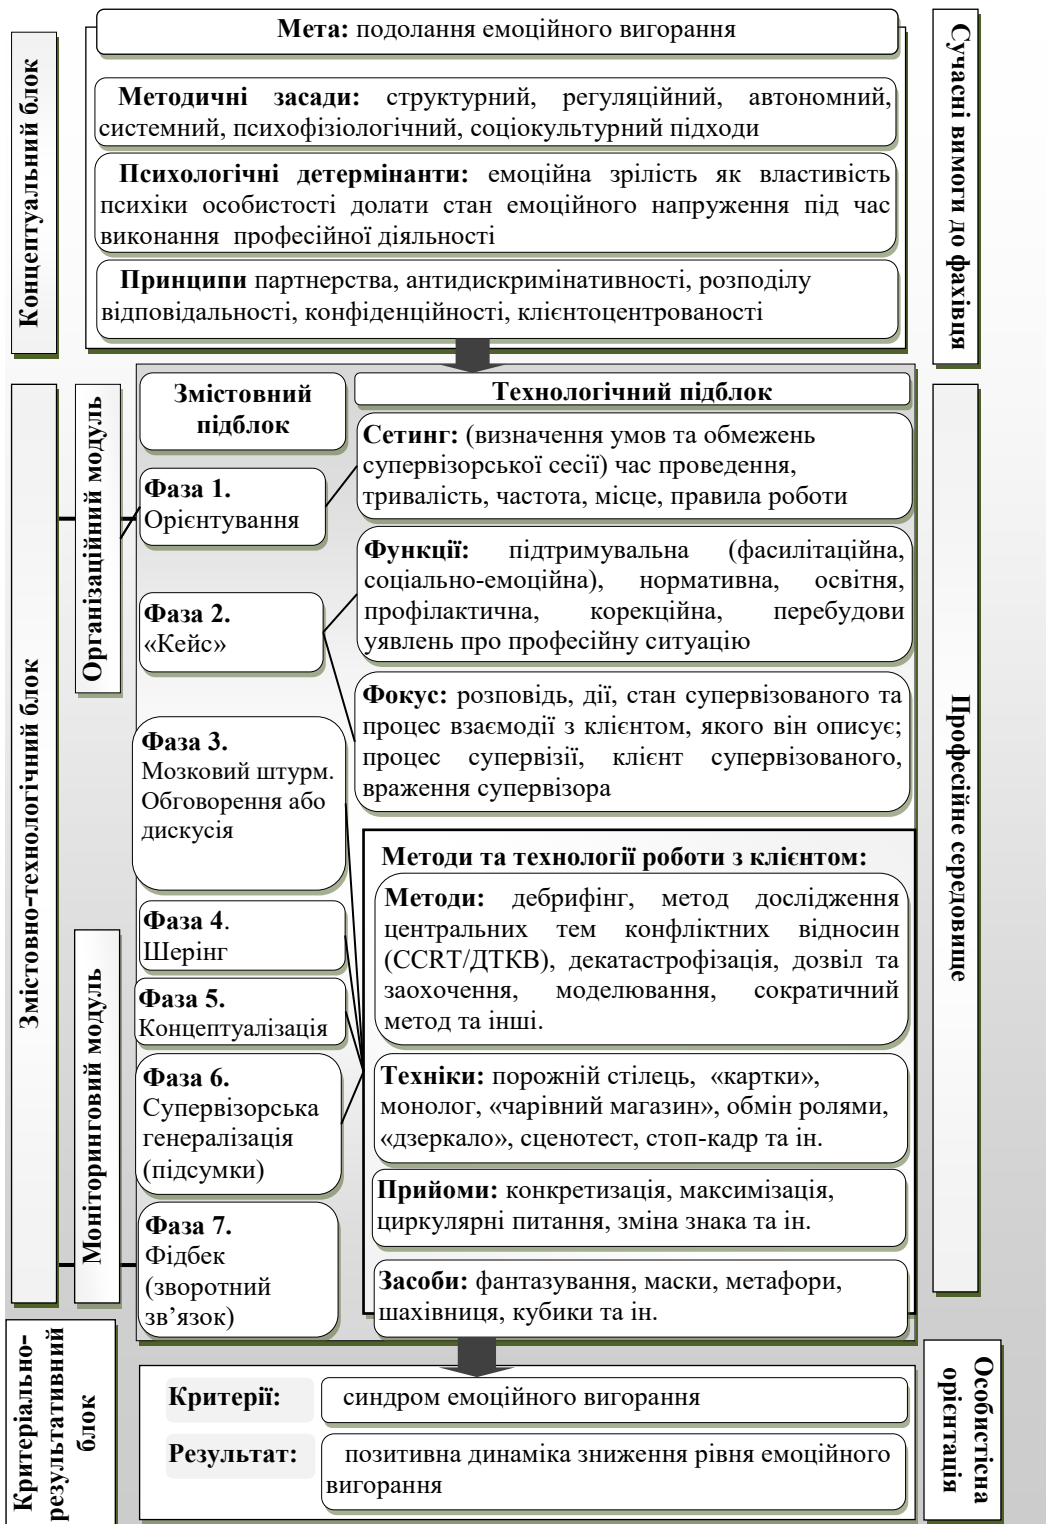 Концептуальний блок
Мета: подолання емоційного вигорання
Методичні засади: структурний, регуляційний, автономний,
системний, психофізіологічний, соціокультурний підходи
Психологічні детермінанти: емоційна зрілість як властивість
психіки особистості долати стан емоційного напруження під час
виконання професійної діяльності
Принципи партнерства, антидискримінативності, розподілу
відповідальності, конфіденційності, клієнтоцентрованості
Сучасні вимоги до фахівця
Змістовно-технологічний блок
Організаційний модуль
Моніторинговий модуль
Змістовний
підблок
Фаза 1.
Орієнтування
Фаза 2.
«Кейс»
Фаза 3.
Мозковий штурм.
Обговорення або
дискусія
Фаза 4.
Шерінг
Фаза 5.
Концептуалізація
Фаза 6.
Супервізорська
генералізація
(підсумки)
Фаза 7.
Фідбек
(зворотний
зв’язок)
Технологічний підблок
Сетинг: (визначення умов та обмежень
супервізорської сесії) час проведення,
тривалість, частота, місце, правила роботи
Функції: підтримувальна (фасилітаційна,
соціально-емоційна), нормативна, освітня,
профілактична, корекційна, перебудови
уявлень про професійну ситуацію
Фокус: розповідь, дії, стан супервізованого та
процес взаємодії з клієнтом, якого він описує;
процес супервізії, клієнт супервізованого,
враження супервізора
Методи та технології роботи з клієнтом:
Методи: дебрифінг, метод дослідження
центральних тем конфліктних відносин
(CCRT/ДТКВ), декатастрофізація, дозвіл та
заохочення, моделювання, сократичний
метод та інші.
Техніки: порожній стілець, «картки»,
монолог, «чарівний магазин», обмін ролями,
«дзеркало», сценотест, стоп-кадр та ін.
Прийоми: конкретизація, максимізація,
циркулярні питання, зміна знака та ін.
Засоби: фантазування, маски, метафори,
шахівниця, кубики та ін.
Професійне середовище
Критеріально-
результативний
блок
Критерії: синдром емоційного вигорання
Результат: позитивна динаміка зниження рівня емоційного
вигорання
Особистісна
орієнтація